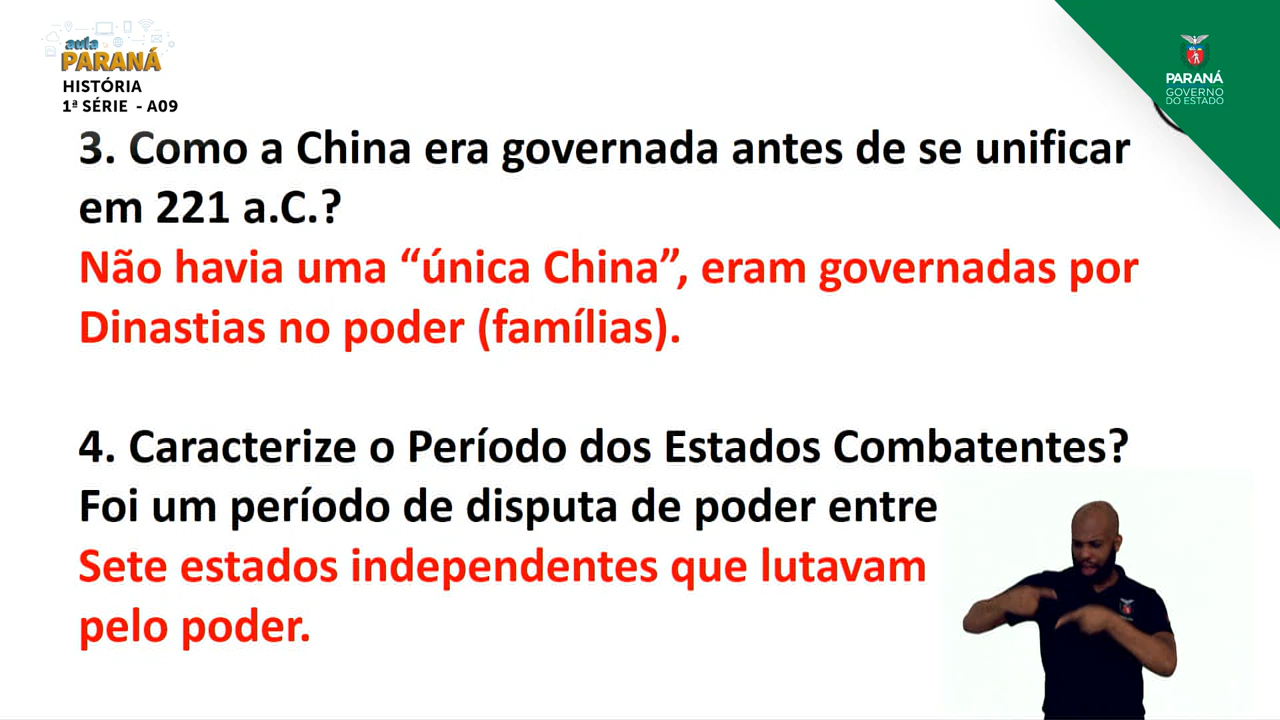 aula
PARANÁ
HISTÓRIA
1ª SÉRIE - A09
PARANÁ
GOVERNO
DO ESTADO
3. Como a China era governada antes de se unificar
em 221 a.C.?
Não havia uma “única China”, eram governadas por
Dinastias no poder (famílias).
4. Caracterize o Período dos Estados Combatentes?
Foi um período de disputa de poder entre
Sete estados independentes que lutavam
pelo poder.